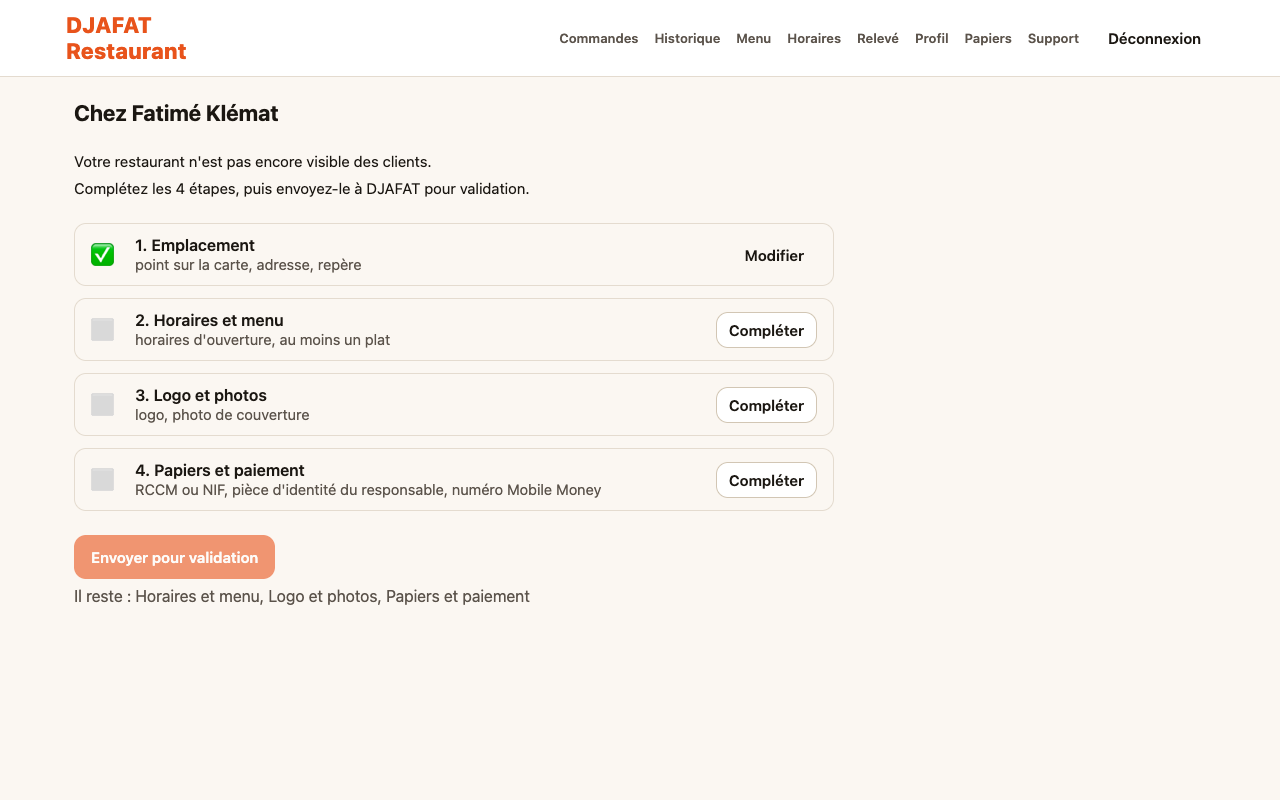 DJAFAT
Restaurant
Commandes Historique Menu Horaires Relevé Profil Papiers Support Déconnexion
Chez Fatimé Klémat
Votre restaurant n'est pas encore visible des clients.
Complétez les 4 étapes, puis envoyez-le à DJAFAT pour validation.
1. Emplacement
point sur la carte, adresse, repère
Modifier
2. Horaires et menu
horaires d'ouverture, au moins un plat
Compléter
3. Logo et photos
logo, photo de couverture
Compléter
4. Papiers et paiement
RCCM ou NIF, pièce d'identité du responsable, numéro Mobile Money
Compléter
Envoyer pour validation
Il reste : Horaires et menu, Logo et photos, Papiers et paiement